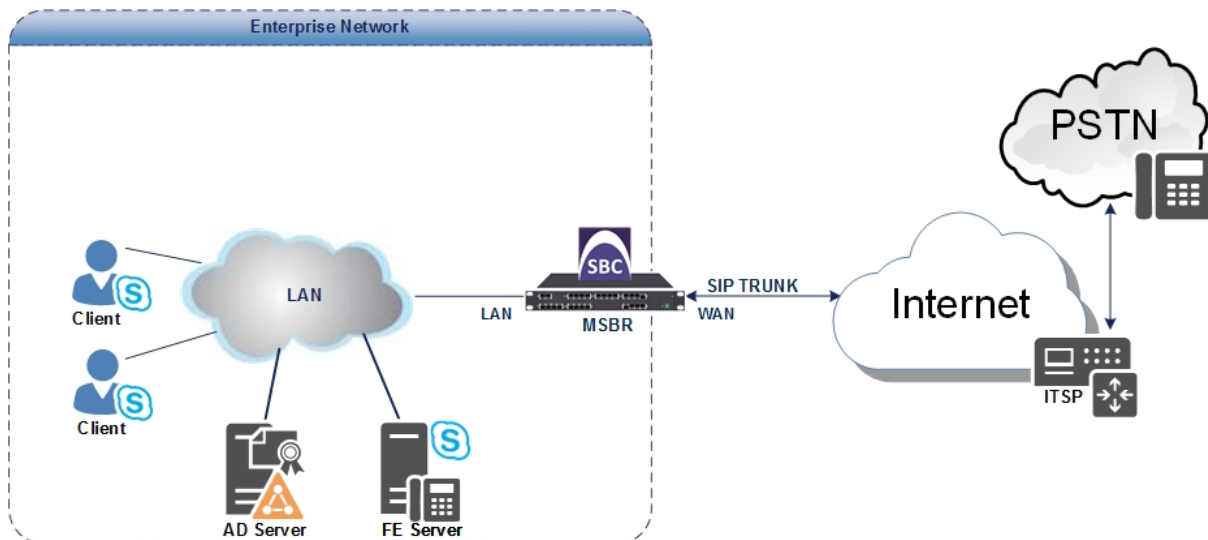 Enterprise Network
PSTN
SBC
LAN
SIP TRUNK
Internet
S
Client
LAN
MSBR
WAN
S
Client
ITSP
S
AD Server
FE Server